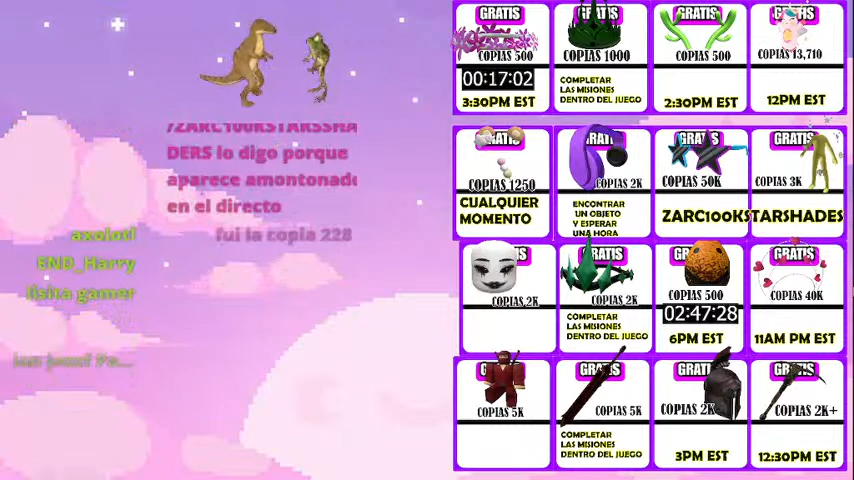 /ZARC100KSTARSSHA
DERS lo digo porque
aparece amontonado
en el directo
fui la copia 228
axolotl
END_Harry
lisita gamer
GRATIS
COPIAS 500
00:17:02
3:30PM EST
GRATIS
COPIAS 1000
COMPLETAR
LAS MISIONES
DENTRO DEL JUEGO
GRATIS
COPIAS 500
2:30PM EST
GRATIS
COPIAS 13,710
12PM EST
GRATIS
COPIAS 1250
CUALQUIER
MOMENTO
GRATIS
COPIAS 2K
ENCONTRAR
UN OBJETO
Y ESPERAR
UNA HORA
GRATIS
COPIAS 50K
GRATIS
COPIAS 3K
ZARC100KSTARSHADES
GRATIS
COPIAS 2K
GRATIS
COPIAS 2K
COMPLETAR
LAS MISIONES
DENTRO DEL JUEGO
GRATIS
COPIAS 500
02:47:28
6PM EST
GRATIS
COPIAS 40K
11AM PM EST
GRATIS
COPIAS 5K
GRATIS
COPIAS 5K
COMPLETAR
LAS MISIONES
DENTRO DEL JUEGO
GRATIS
COPIAS 2K
3PM EST
GRATIS
COPIAS 2K+
12:30PM EST